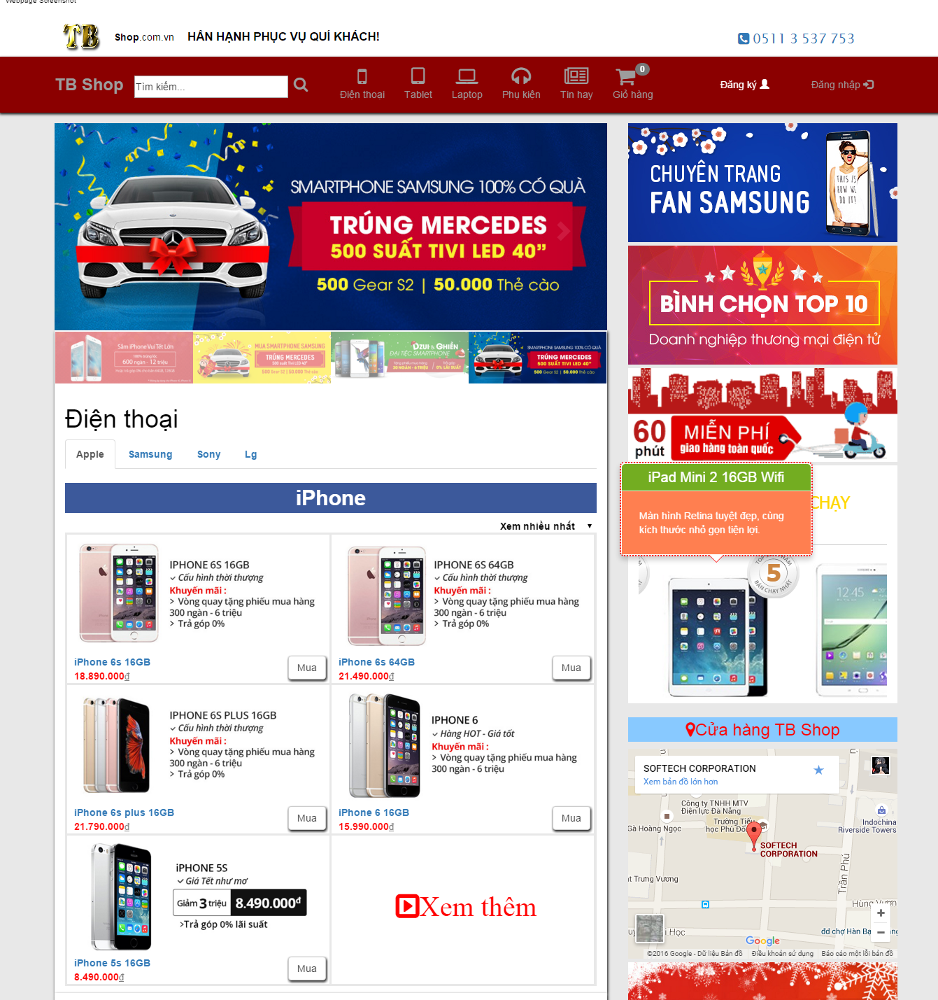 Webpage Screenshot
TB
Shop.com.vn
HÂN HẠNH PHỤC VỤ QUÍ KHÁCH!
0511 3 537 753
TB Shop
Tìm kiếm...
Điện thoại
Tablet
Laptop
Phụ kiện
Tin hay
0
Giỏ hàng
Đăng ký
Đăng nhập
SMARTPHONE SAMSUNG 100% CÓ QUÀ
TRÚNG MERCEDES
500 SUẤT TIVI LED 40”
500 Gear S2 | 50.000 Thẻ cào
Sắm iPhone Vui Tết Lớn
600 ngàn - 12 triệu
MUA SMARTPHONE SAMSUNG
TRÚNG MERCEDES
500 suất Tivi LED 40"
500 Gear S2 | 50.000 Thẻ cào
DZUI & GHIỀN
ĐẠI TIỆC SMARTPHONE
SMARTPHONE SAMSUNG 100% CÓ QUÀ
TRÚNG MERCEDES
500 SUẤT TIVI LED 40”
500 Gear S2 | 50.000 Thẻ cào
CHUYÊN TRANG
FAN SAMSUNG
THIS IS
HOW WE
DO IT!
BÌNH CHỌN TOP 10
Doanh nghiệp thương mại điện tử
60
phút
MIỄN PHÍ
giao hàng toàn quốc
iPad Mini 2 16GB Wifi
Màn hình Retina tuyệt đẹp, cùng
kích thước nhỏ gọn tiện lợi.
CHẠY
5
BÁN CHẠY NHẤT
12:45
Điện thoại
Apple
Samsung
Sony
Lg
iPhone
Xem nhiều nhất
IPHONE 6S 16GB
Cấu hình thời thượng
Khuyến mãi :
> Vòng quay tặng phiếu mua hàng
300 ngàn - 6 triệu
> Trả góp 0%
iPhone 6s 16GB
18.890.000₫
Mua
IPHONE 6S 64GB
Cấu hình thời thượng
Khuyến mãi :
> Vòng quay tặng phiếu mua hàng
300 ngàn - 6 triệu
> Trả góp 0%
iPhone 6s 64GB
21.490.000₫
Mua
IPHONE 6S PLUS 16GB
Cấu hình thời thượng
Khuyến mãi :
> Vòng quay tặng phiếu mua hàng
300 ngàn - 6 triệu
> Trả góp 0%
iPhone 6s plus 16GB
21.790.000₫
Mua
IPHONE 6
Hàng HOT - Giá tốt
Khuyến mãi :
> Vòng quay tặng phiếu mua hàng
300 ngàn - 6 triệu
iPhone 6 16GB
15.990.000₫
Mua
iPHONE 5S
Giá Tết như mơ
Giảm 3 triệu 8.490.000đ
>Trả góp 0% lãi suất
iPhone 5s 16GB
8.490.000₫
Mua
Xem thêm
Cửa hàng TB Shop
SOFTECH CORPORATION
Xem bản đồ lớn hơn
Công ty TNHH MTV
Điện lực Đà Nẵng
Trường Tiểu
học Phù Đổ
Gà Hoàng Ngọc
Indochina
Riverside Towers
SOFTECH
CORPORATION
Trần Phú
t Trưng Vương
Hùng Vương
i Học
đd chợ Hàn
+
−
Google
©2016 Google - Dữ liệu Bản đồ
Điều khoản sử dụng
Báo cáo một lỗi bản đồ